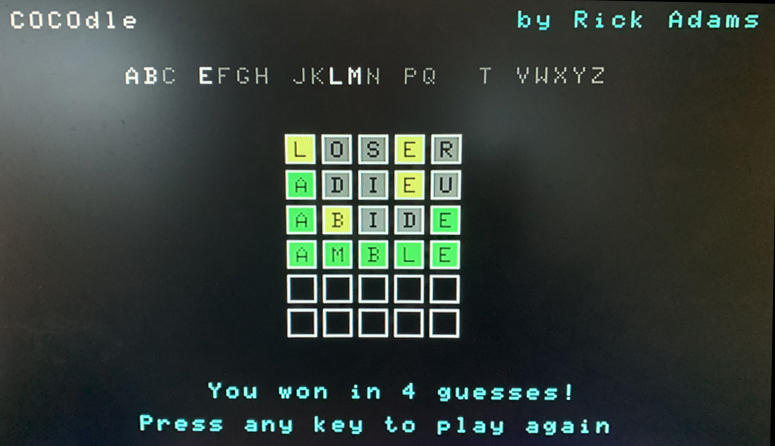 COCOdle by Rick Adams
ABC EFGH JKLMN PQ T VWXYZ
LOSER
ADIEU
ABIDE
AMBLE
You won in 4 guesses!
Press any key to play again